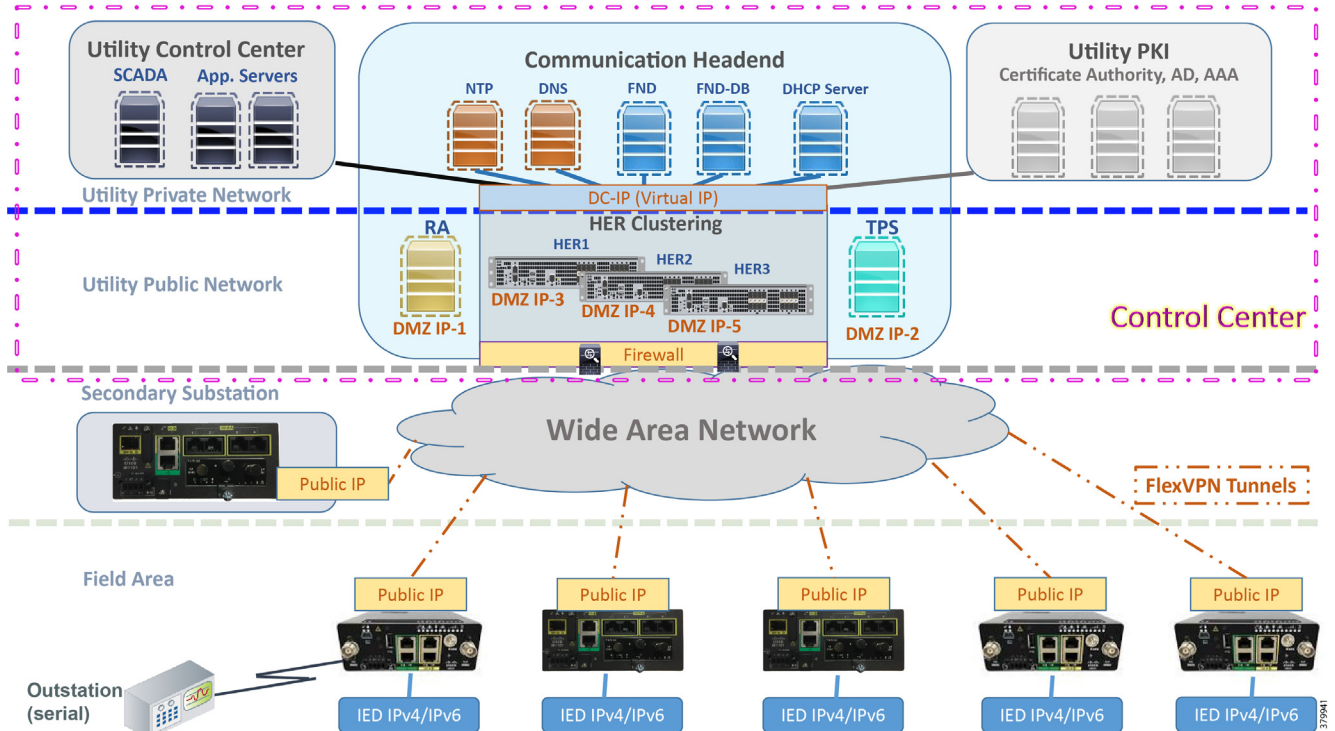 Utility Control Center
SCADA
App. Servers
Communication Headend
NTP
DNS
FND
FND-DB
DHCP Server
Utility PKI
Certificate Authority, AD, AAA
Utility Private Network
DC-IP (Virtual IP)
RA
HER Clustering
TPS
HER1
HER2
HER3
Utility Public Network
DMZ IP-1
DMZ IP-3
DMZ IP-4
DMZ IP-5
DMZ IP-2
Control Center
Firewall
Secondary Substation
Wide Area Network
Public IP
FlexVPN Tunnels
Field Area
Public IP
Public IP
Public IP
Public IP
Public IP
Outstation
(serial)
IED IPv4/IPv6
IED IPv4/IPv6
IED IPv4/IPv6
IED IPv4/IPv6
IED IPv4/IPv6
379941